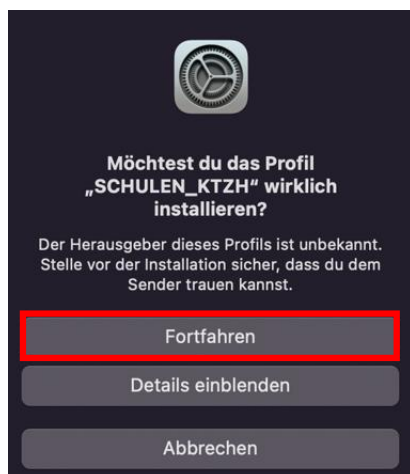 Möchtest du das Profil
„SCHULEN_KTZH“ wirklich
installieren?
Der Herausgeber dieses Profils ist unbekannt.
Stelle vor der Installation sicher, dass du dem
Sender trauen kannst.
Fortfahren
Details einblenden
Abbrechen